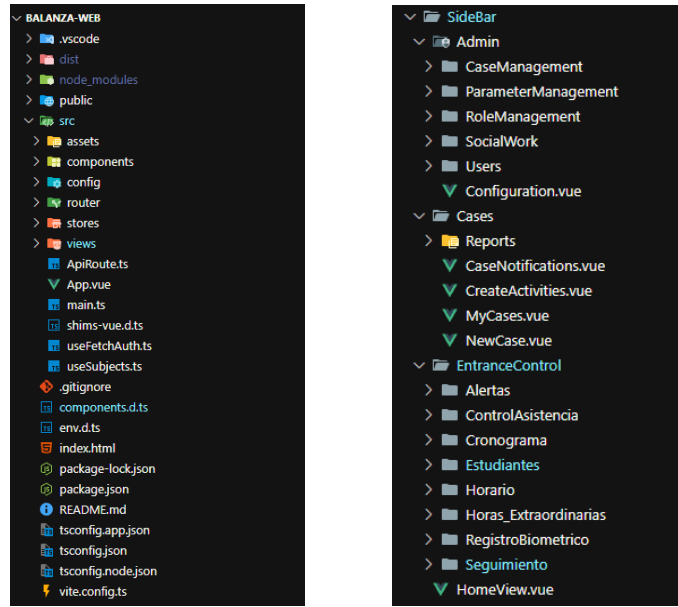 BALANZA-WEB
.vscode
dist
node_modules
public
src
assets
components
config
router
stores
views
ApiRoute.ts
App.vue
main.ts
shims-vue.d.ts
useFetchAuth.ts
useSubjects.ts
.gitignore
components.d.ts
env.d.ts
index.html
package-lock.json
package.json
README.md
tsconfig.app.json
tsconfig.json
tsconfig.node.json
vite.config.ts
SideBar
Admin
CaseManagement
ParameterManagement
RoleManagement
SocialWork
Users
Configuration.vue
Cases
Reports
CaseNotifications.vue
CreateActivities.vue
MyCases.vue
NewCase.vue
EntranceControl
Alertas
ControlAsistencia
Cronograma
Estudiantes
Horario
Horas_Extraordinarias
RegistroBiometrico
Seguimiento
HomeView.vue